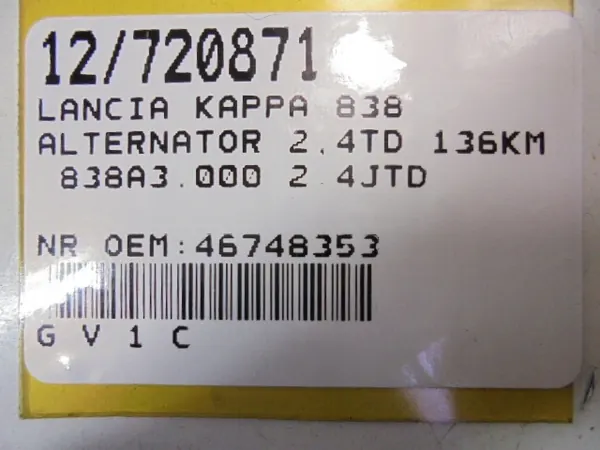 12/720871
LANCIA KAPPA 838
ALTERNATOR 2.4TD 136KM
838A3.000 2.4JTD
NR OEM:46748353
G V 1 C